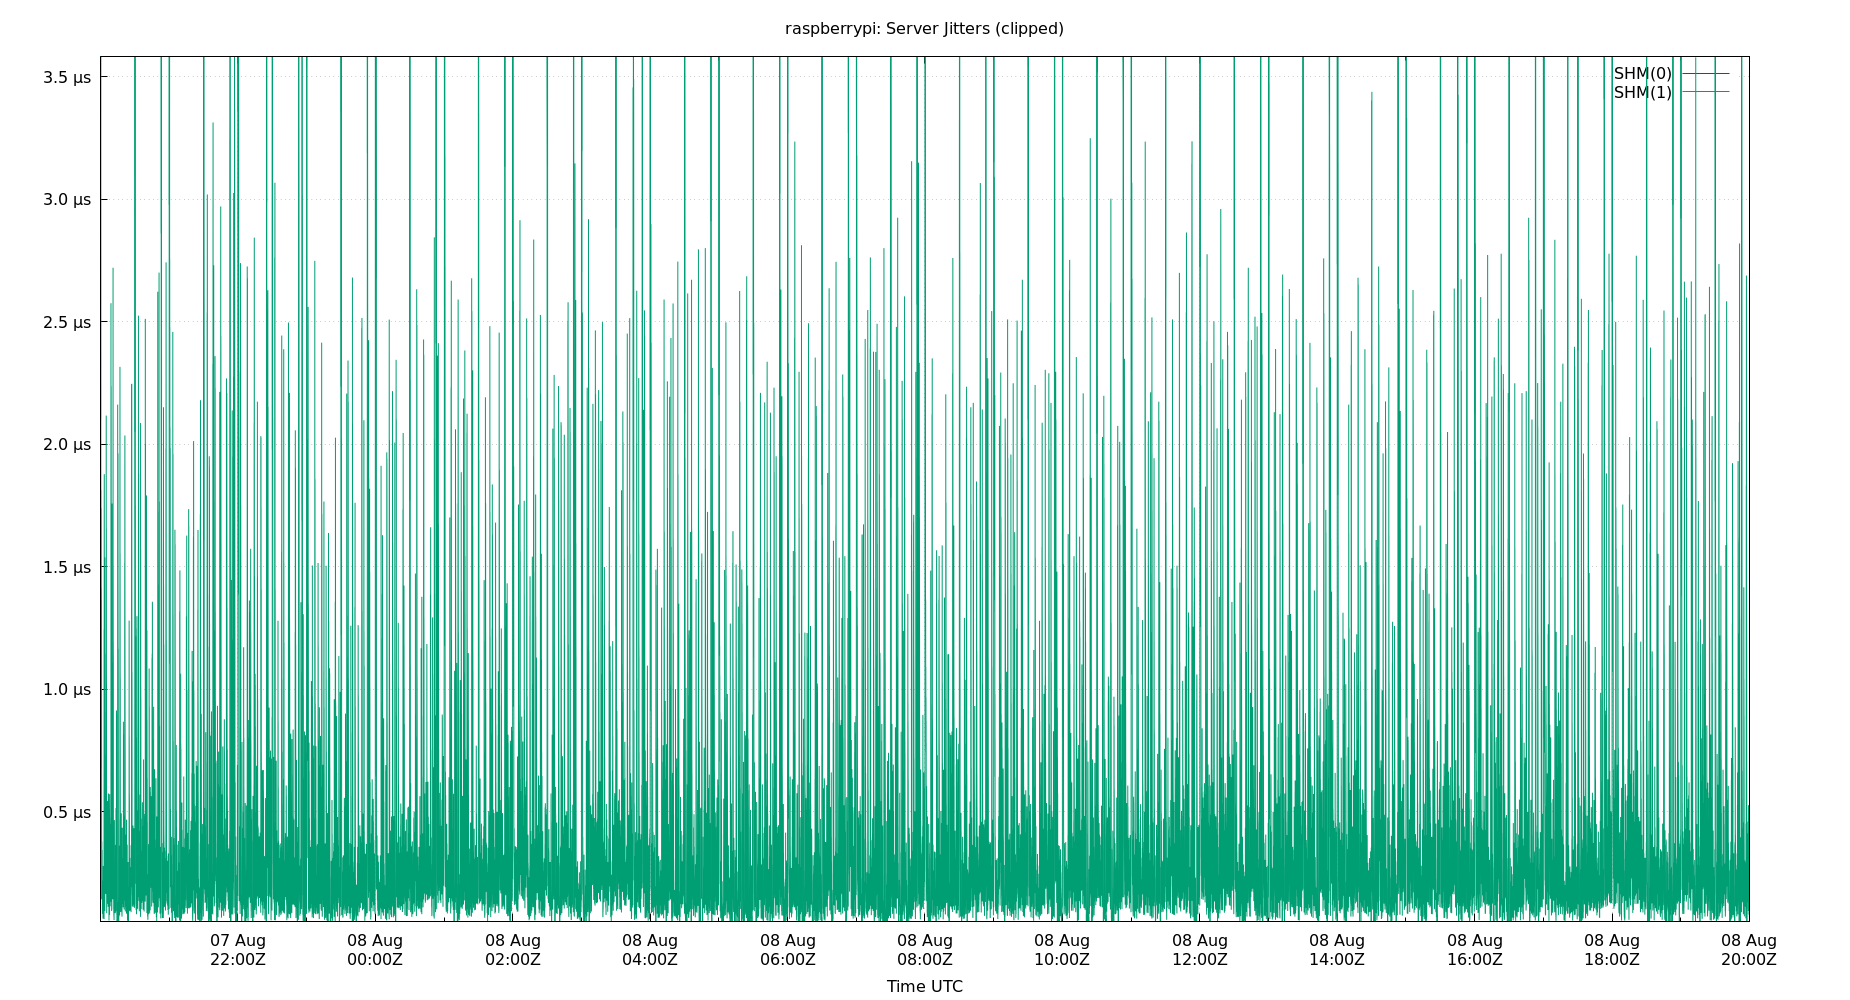 raspberrypi: Server Jitters (clipped)
3.5 µs
3.0 µs
2.5 µs
2.0 µs
1.5 µs
1.0 µs
0.5 µs
SHM(0)
SHM(1)
07 Aug 08 Aug 08 Aug 08 Aug 08 Aug 08 Aug 08 Aug 08 Aug 08 Aug 08 Aug 08 Aug 08 Aug
22:00Z 00:00Z 02:00Z 04:00Z 06:00Z 08:00Z 10:00Z 12:00Z 14:00Z 16:00Z 18:00Z 20:00Z
Time UTC